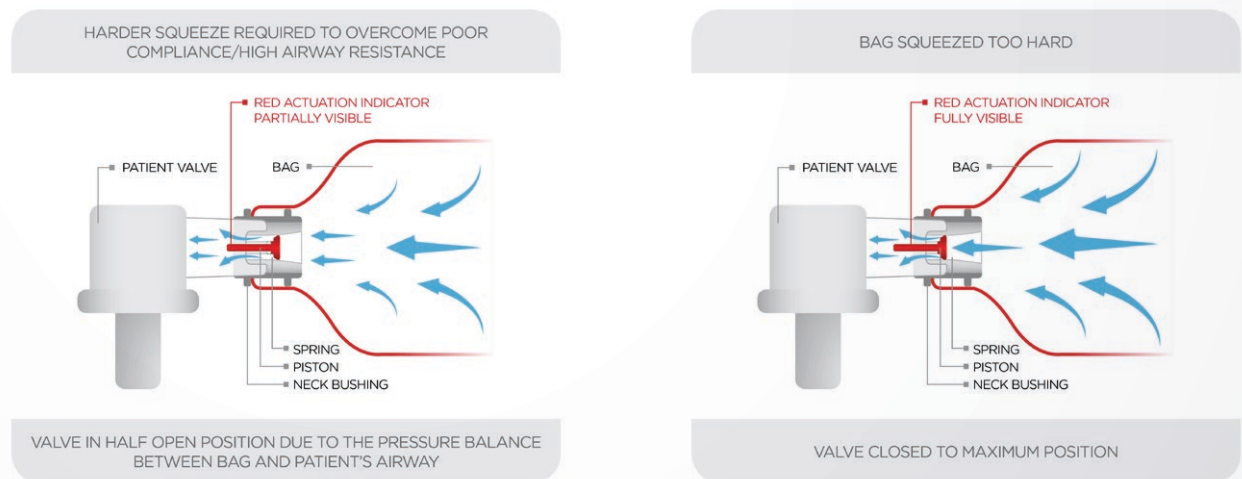 HARDER SQUEEZE REQUIRED TO OVERCOME POOR
COMPLIANCE/HIGH AIRWAY RESISTANCE
RED ACTUATION INDICATOR
PARTIALLY VISIBLE
PATIENT VALVE
BAG
SPRING
PISTON
NECK BUSHING
VALVE IN HALF OPEN POSITION DUE TO THE PRESSURE BALANCE
BETWEEN BAG AND PATIENT'S AIRWAY
BAG SQUEEZED TOO HARD
RED ACTUATION INDICATOR
FULLY VISIBLE
PATIENT VALVE
BAG
SPRING
PISTON
NECK BUSHING
VALVE CLOSED TO MAXIMUM POSITION